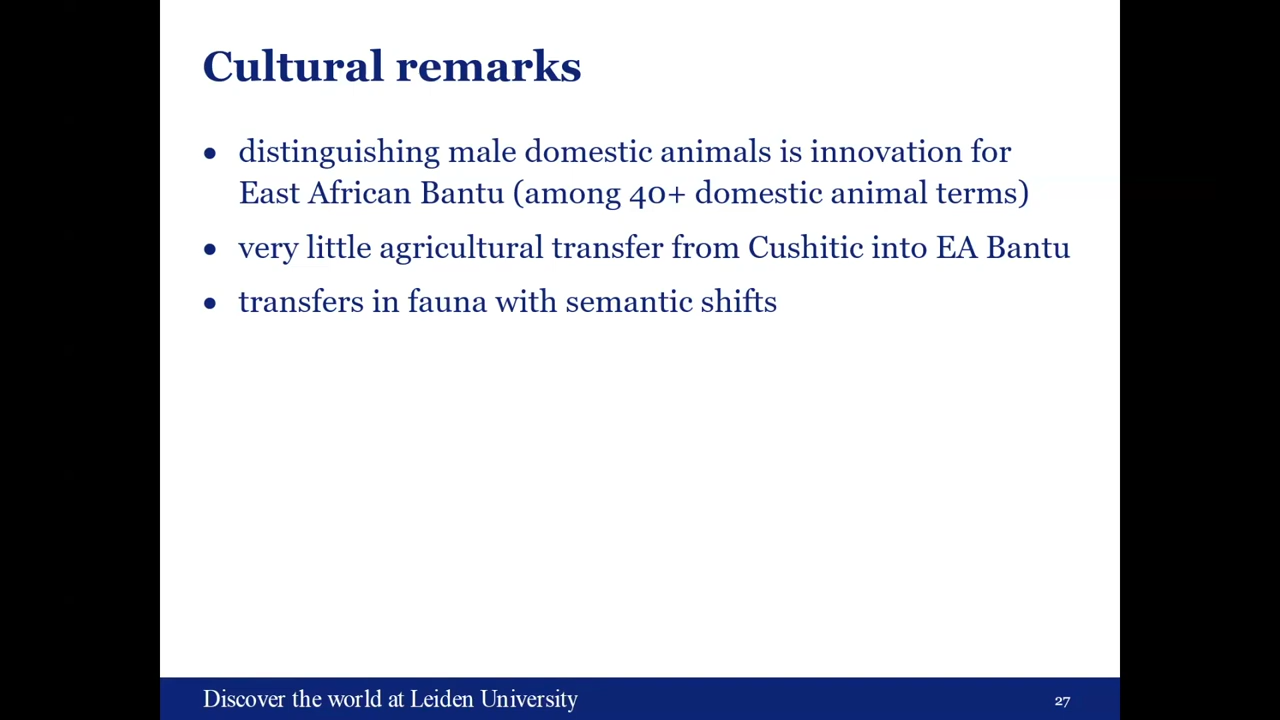 Cultural remarks
• distinguishing male domestic animals is innovation for
East African Bantu (among 40+ domestic animal terms)
• very little agricultural transfer from Cushitic into EA Bantu
• transfers in fauna with semantic shifts
Discover the world at Leiden University
27